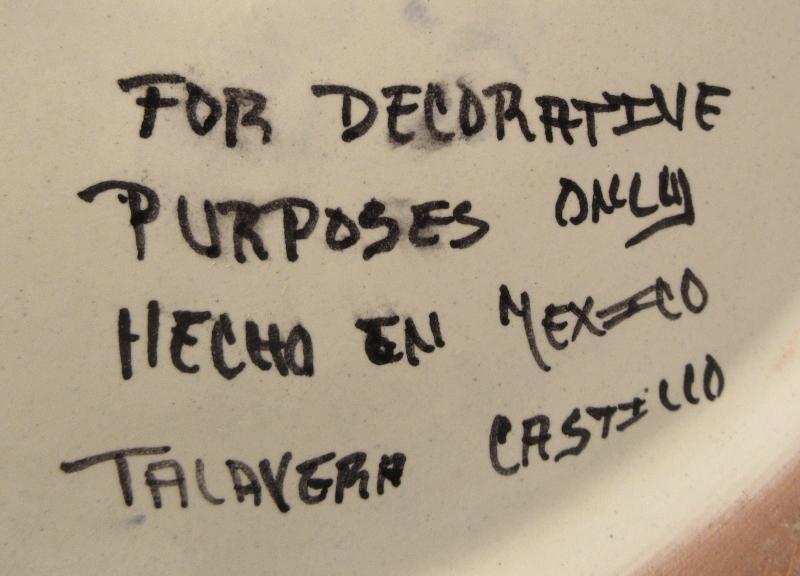 FOR DECORATIVE
PURPOSES ONLY
HECHO EN MEXICO
TALAVERA CASTILLO